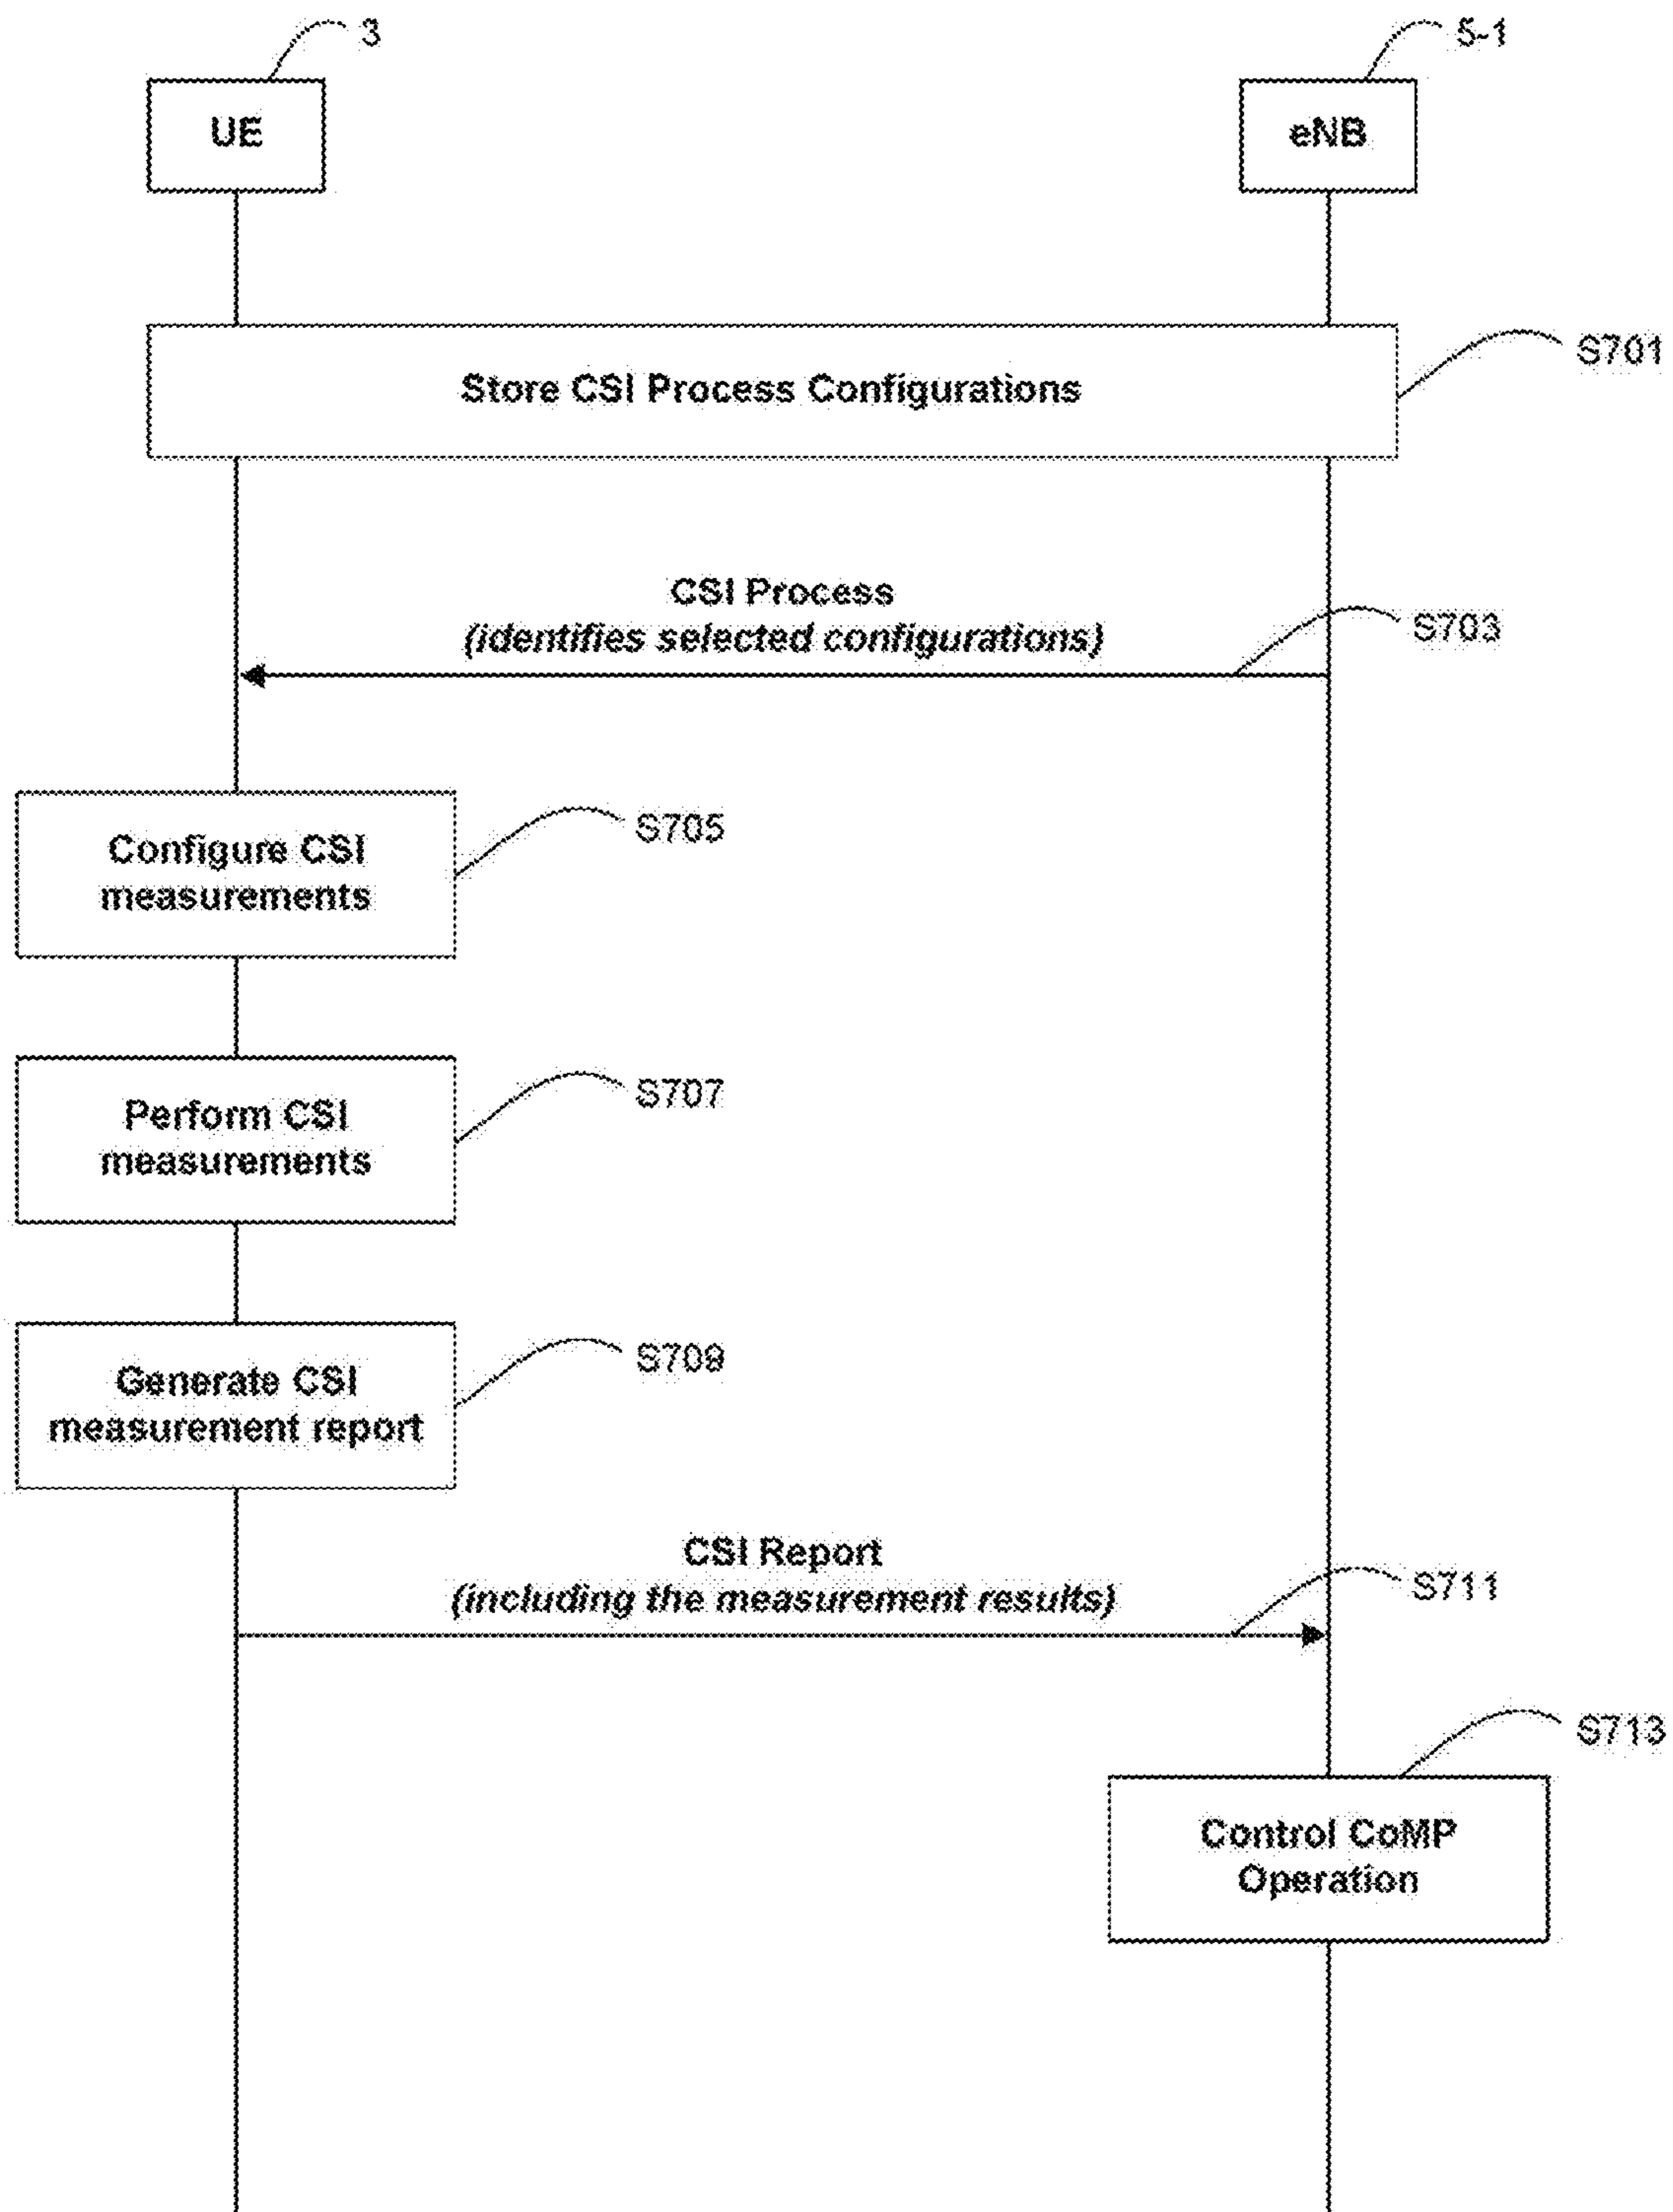 3
5-1
UE
eNB
S701
Store CSI Process Configurations
CSI Process
(identifies selected configurations)
S703
S705
Configure CSI
measurements
S707
Perform CSI
measurements
S709
Generate CSI
measurement report
CSI Report
(including the measurement results)
S711
S713
Control CoMP
Operation